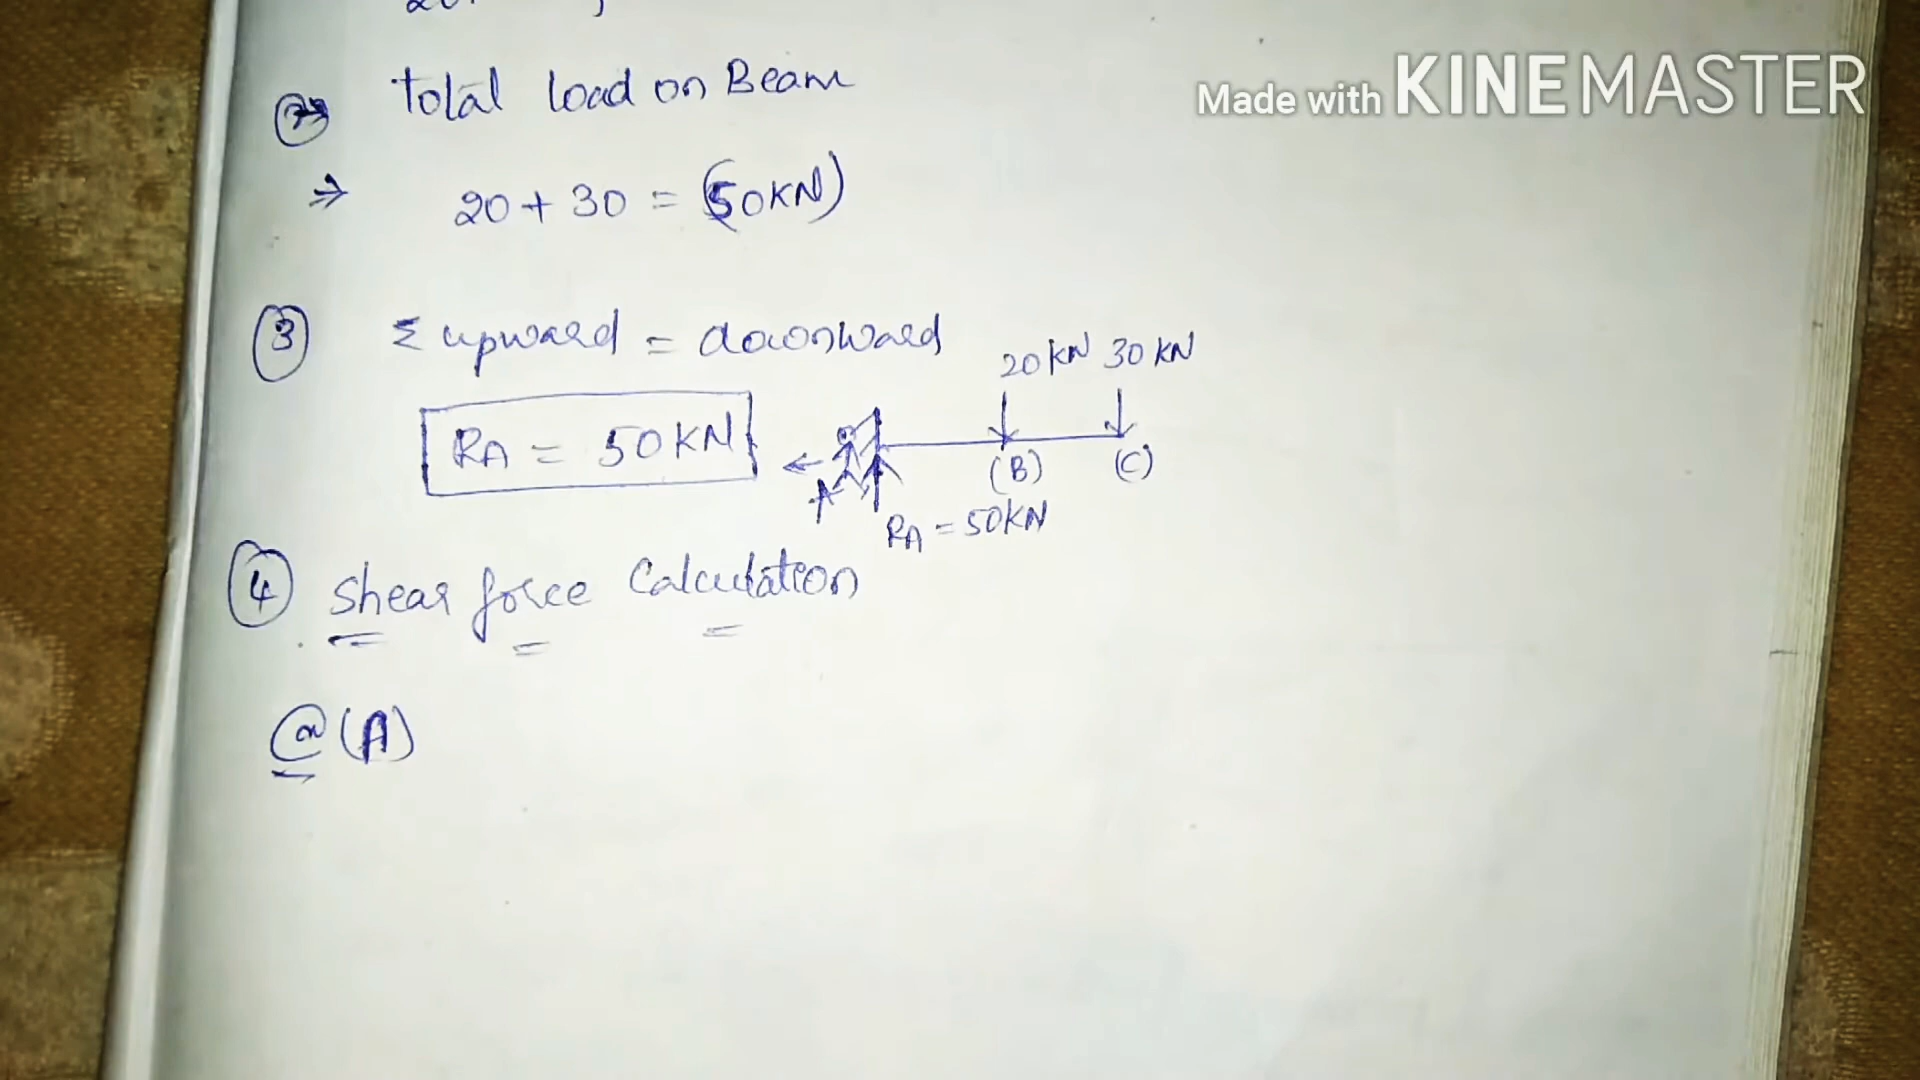 Made with KINEMASTER
Total load on Beam
⇒ 20 + 30 = (50KN)
③ Σ upward = downward
20 KN 30 KN
RA = 50KN
A (B) (C)
RA = 50KN
④ Shear force Calculation
@ (A)